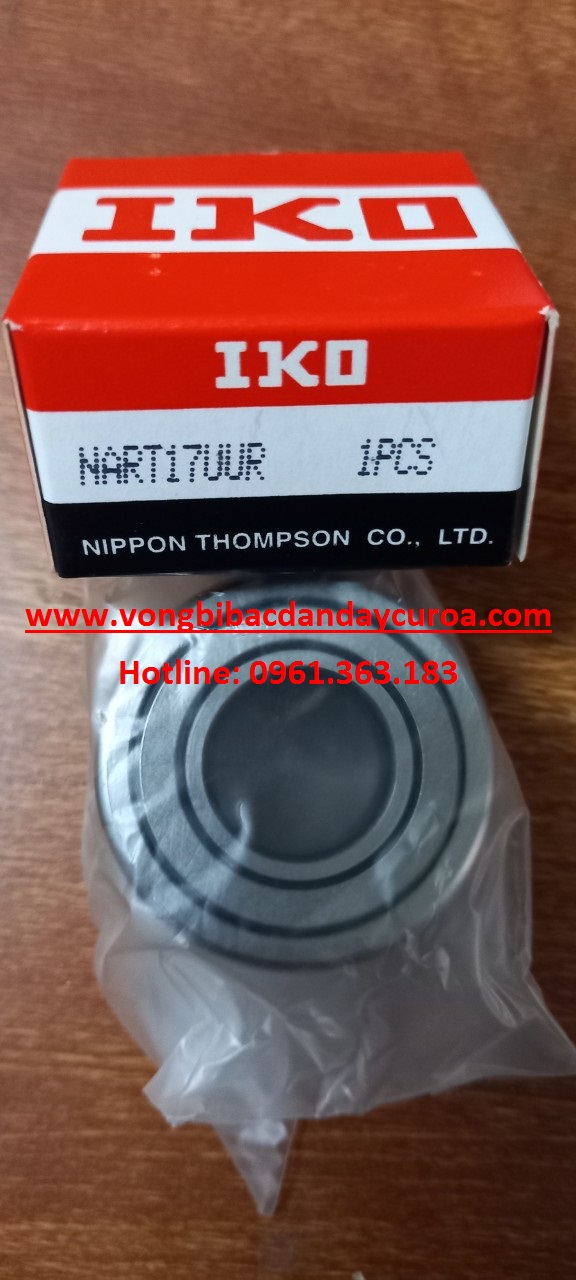 IKO
IKO
NART17UUR 1PCS
NIPPON THOMPSON CO., LTD.
www.vongbibacdandaycuroa.com
Hotline: 0961.363.183